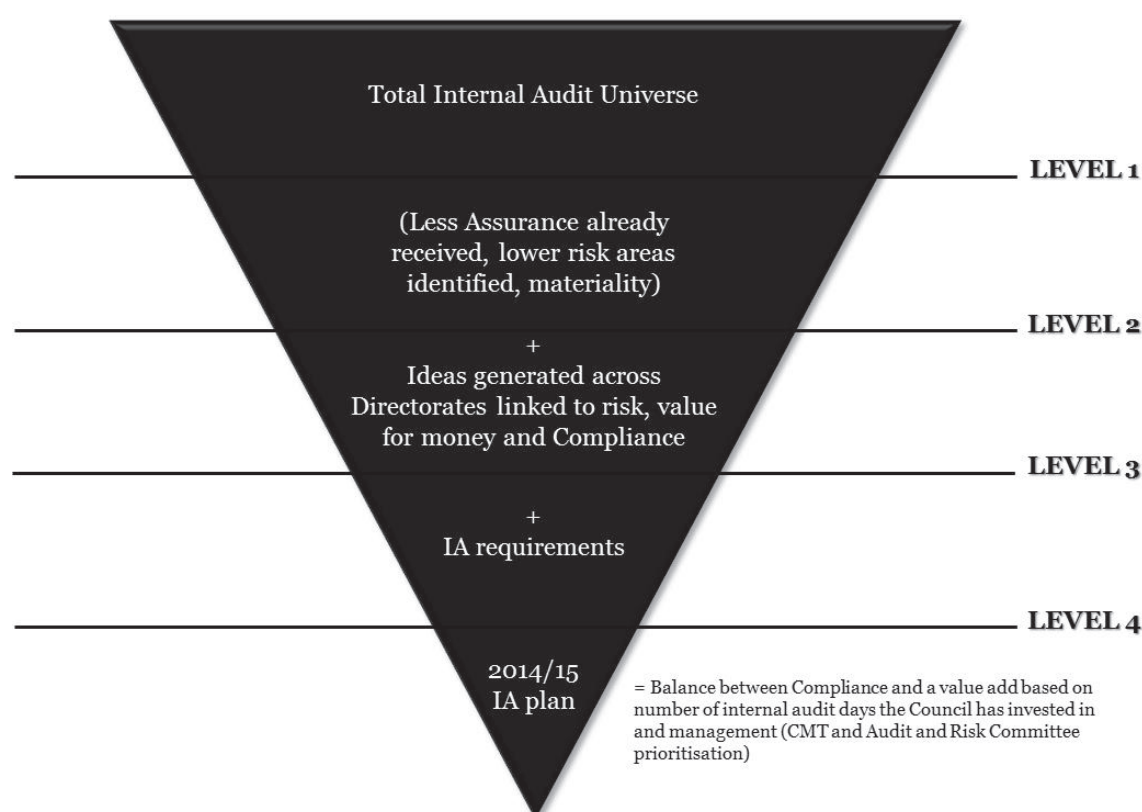 Total Internal Audit Universe
LEVEL 1
(Less Assurance already
received, lower risk areas
identified, materiality)
LEVEL 2
+
Ideas generated across
Directorates linked to risk, value
for money and Compliance
LEVEL 3
+
IA requirements
LEVEL 4
2014/15
IA plan
= Balance between Compliance and a value add based on
number of internal audit days the Council has invested in
and management (CMT and Audit and Risk Committee
prioritisation)